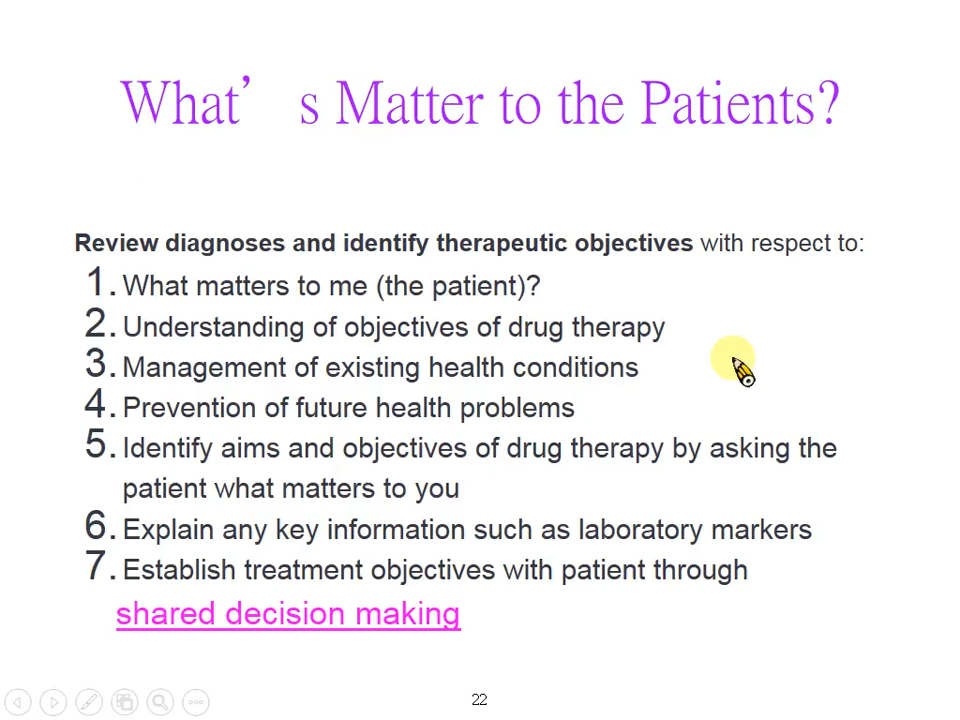 What’s Matter to the Patients?
Review diagnoses and identify therapeutic objectives with respect to:
1. What matters to me (the patient)?
2. Understanding of objectives of drug therapy
3. Management of existing health conditions
4. Prevention of future health problems
5. Identify aims and objectives of drug therapy by asking the
patient what matters to you
6. Explain any key information such as laboratory markers
7. Establish treatment objectives with patient through
shared decision making
22